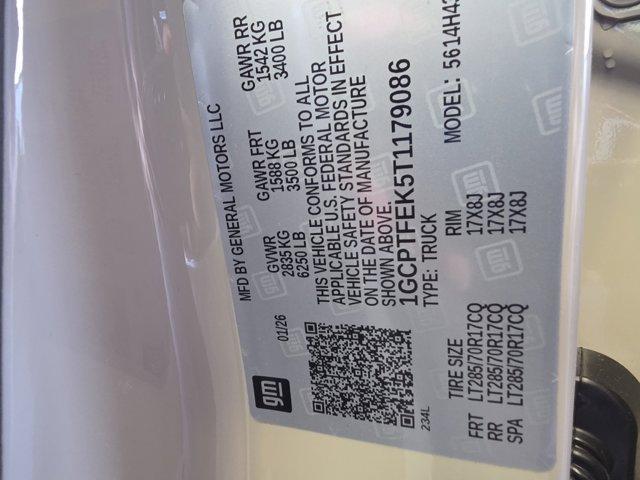 gm
01/26
MFD BY GENERAL MOTORS LLC
GVWR GAWR FRT GAWR RR
2835 KG 1588 KG 1542 KG
6250 LB 3500 LB 3400 LB
THIS VEHICLE CONFORMS TO ALL
APPLICABLE U.S. FEDERAL MOTOR
VEHICLE SAFETY STANDARDS IN EFFECT
ON THE DATE OF MANUFACTURE
SHOWN ABOVE.
1GCPTFEK5T1179086
TYPE: TRUCK MODEL: 5614H43
234L
TIRE SIZE RIM
FRT LT285/70R17CQ 17X8J
RR LT285/70R17CQ 17X8J
SPA LT285/70R17CQ 17X8J